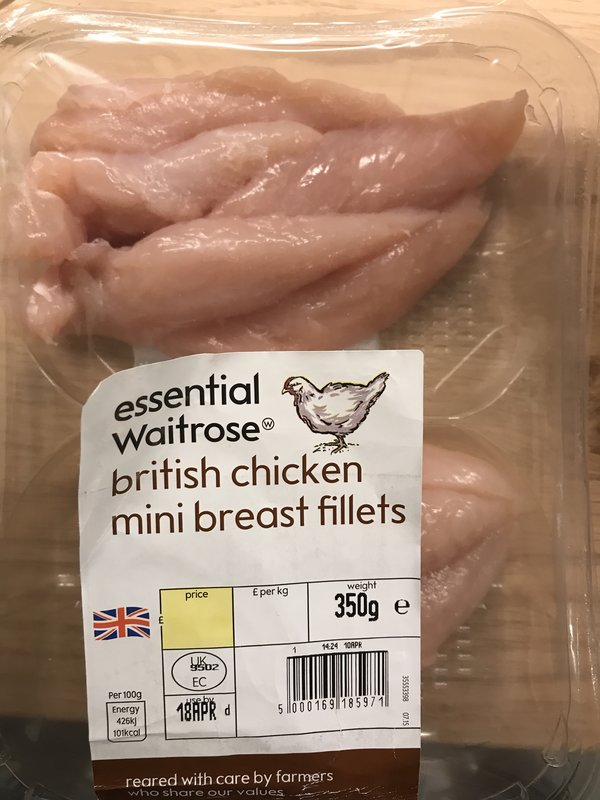 essential
Waitrose
british chicken
mini breast fillets
price
£ per kg
weight
£
350g e
UK
9502
EC
1 14:24 10APR
use by
18APR d
5 000169 185971
Per 100g
Energy
426kJ
101kcal
reared with care by farmers
who share our values